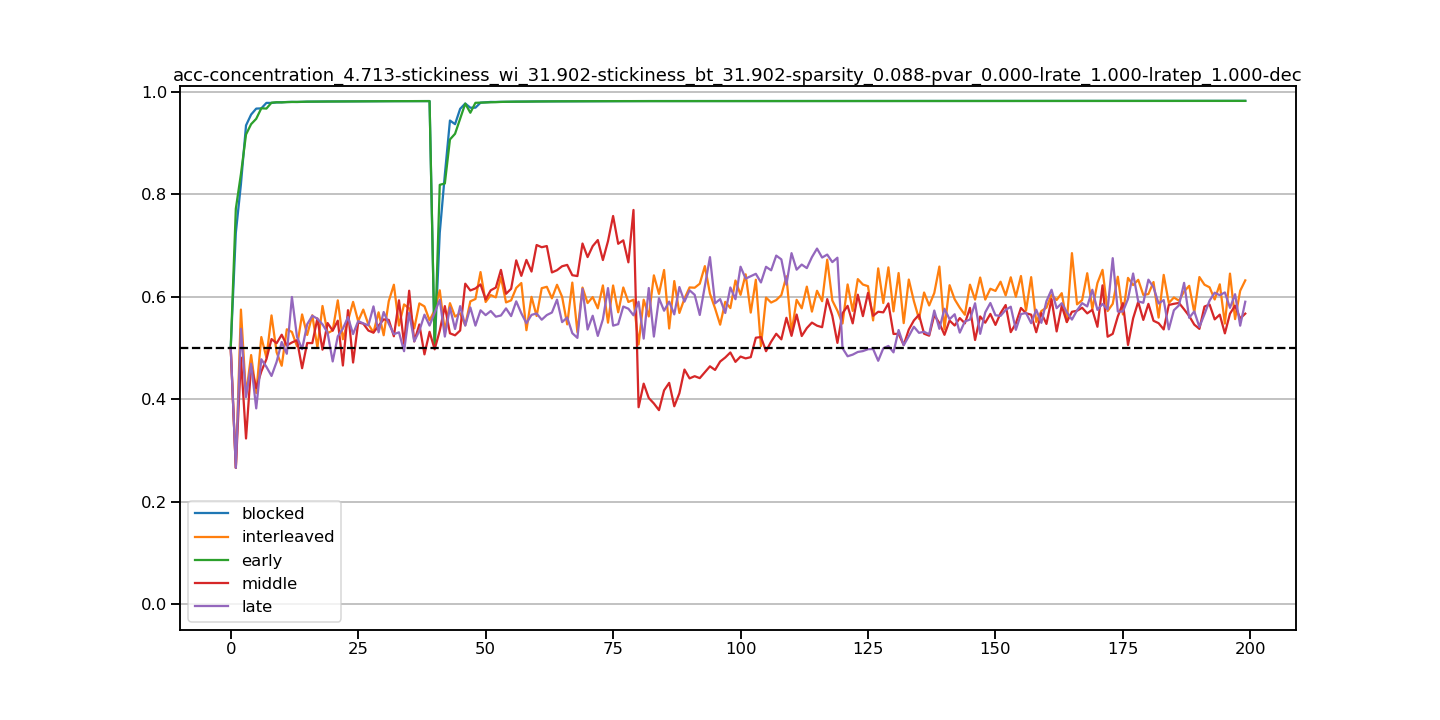 acc-concentration_4.713-stickiness_wi_31.902-stickiness_bt_31.902-sparsity_0.088-pvar_0.000-lrate_1.000-lratep_1.000-dec
1.0
0.8
0.6
0.4
0.2
0.0
blocked
interleaved
early
middle
late
0 25 50 75 100 125 150 175 200